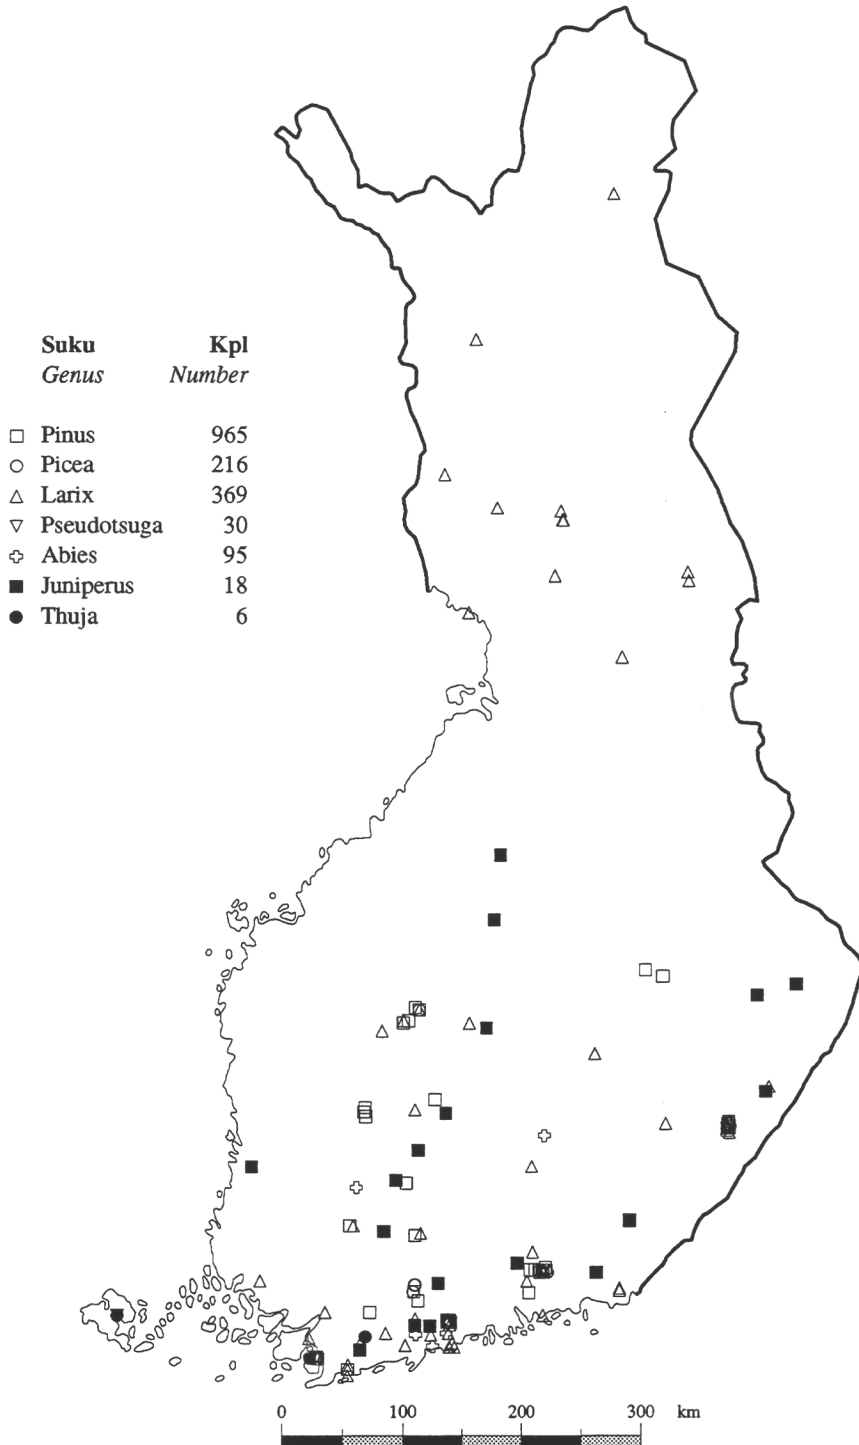 Suku Kpl
Genus Number
Pinus 965
Picea 216
Larix 369
Pseudotsuga 30
Abies 95
Juniperus 18
Thuja 6
0 100 200 300 km